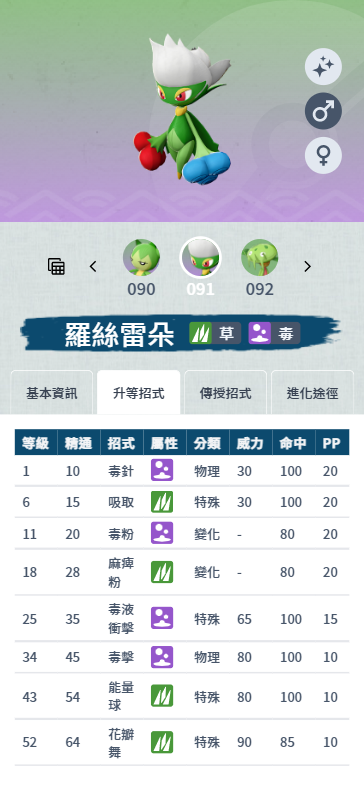 090 091 092
羅絲雷朵 草 毒
基本資訊 升等招式 傳授招式 進化途徑
等級 精通 招式 屬性 分類 威力 命中 PP
1 10 毒針 物理 30 100 20
6 15 吸取 特殊 30 100 20
11 20 毒粉 變化 - 80 20
18 28 麻痺粉 變化 - 80 20
25 35 毒液衝擊 特殊 65 100 15
34 45 毒擊 物理 80 100 10
43 54 能量球 特殊 80 100 10
52 64 花瓣舞 特殊 90 85 10